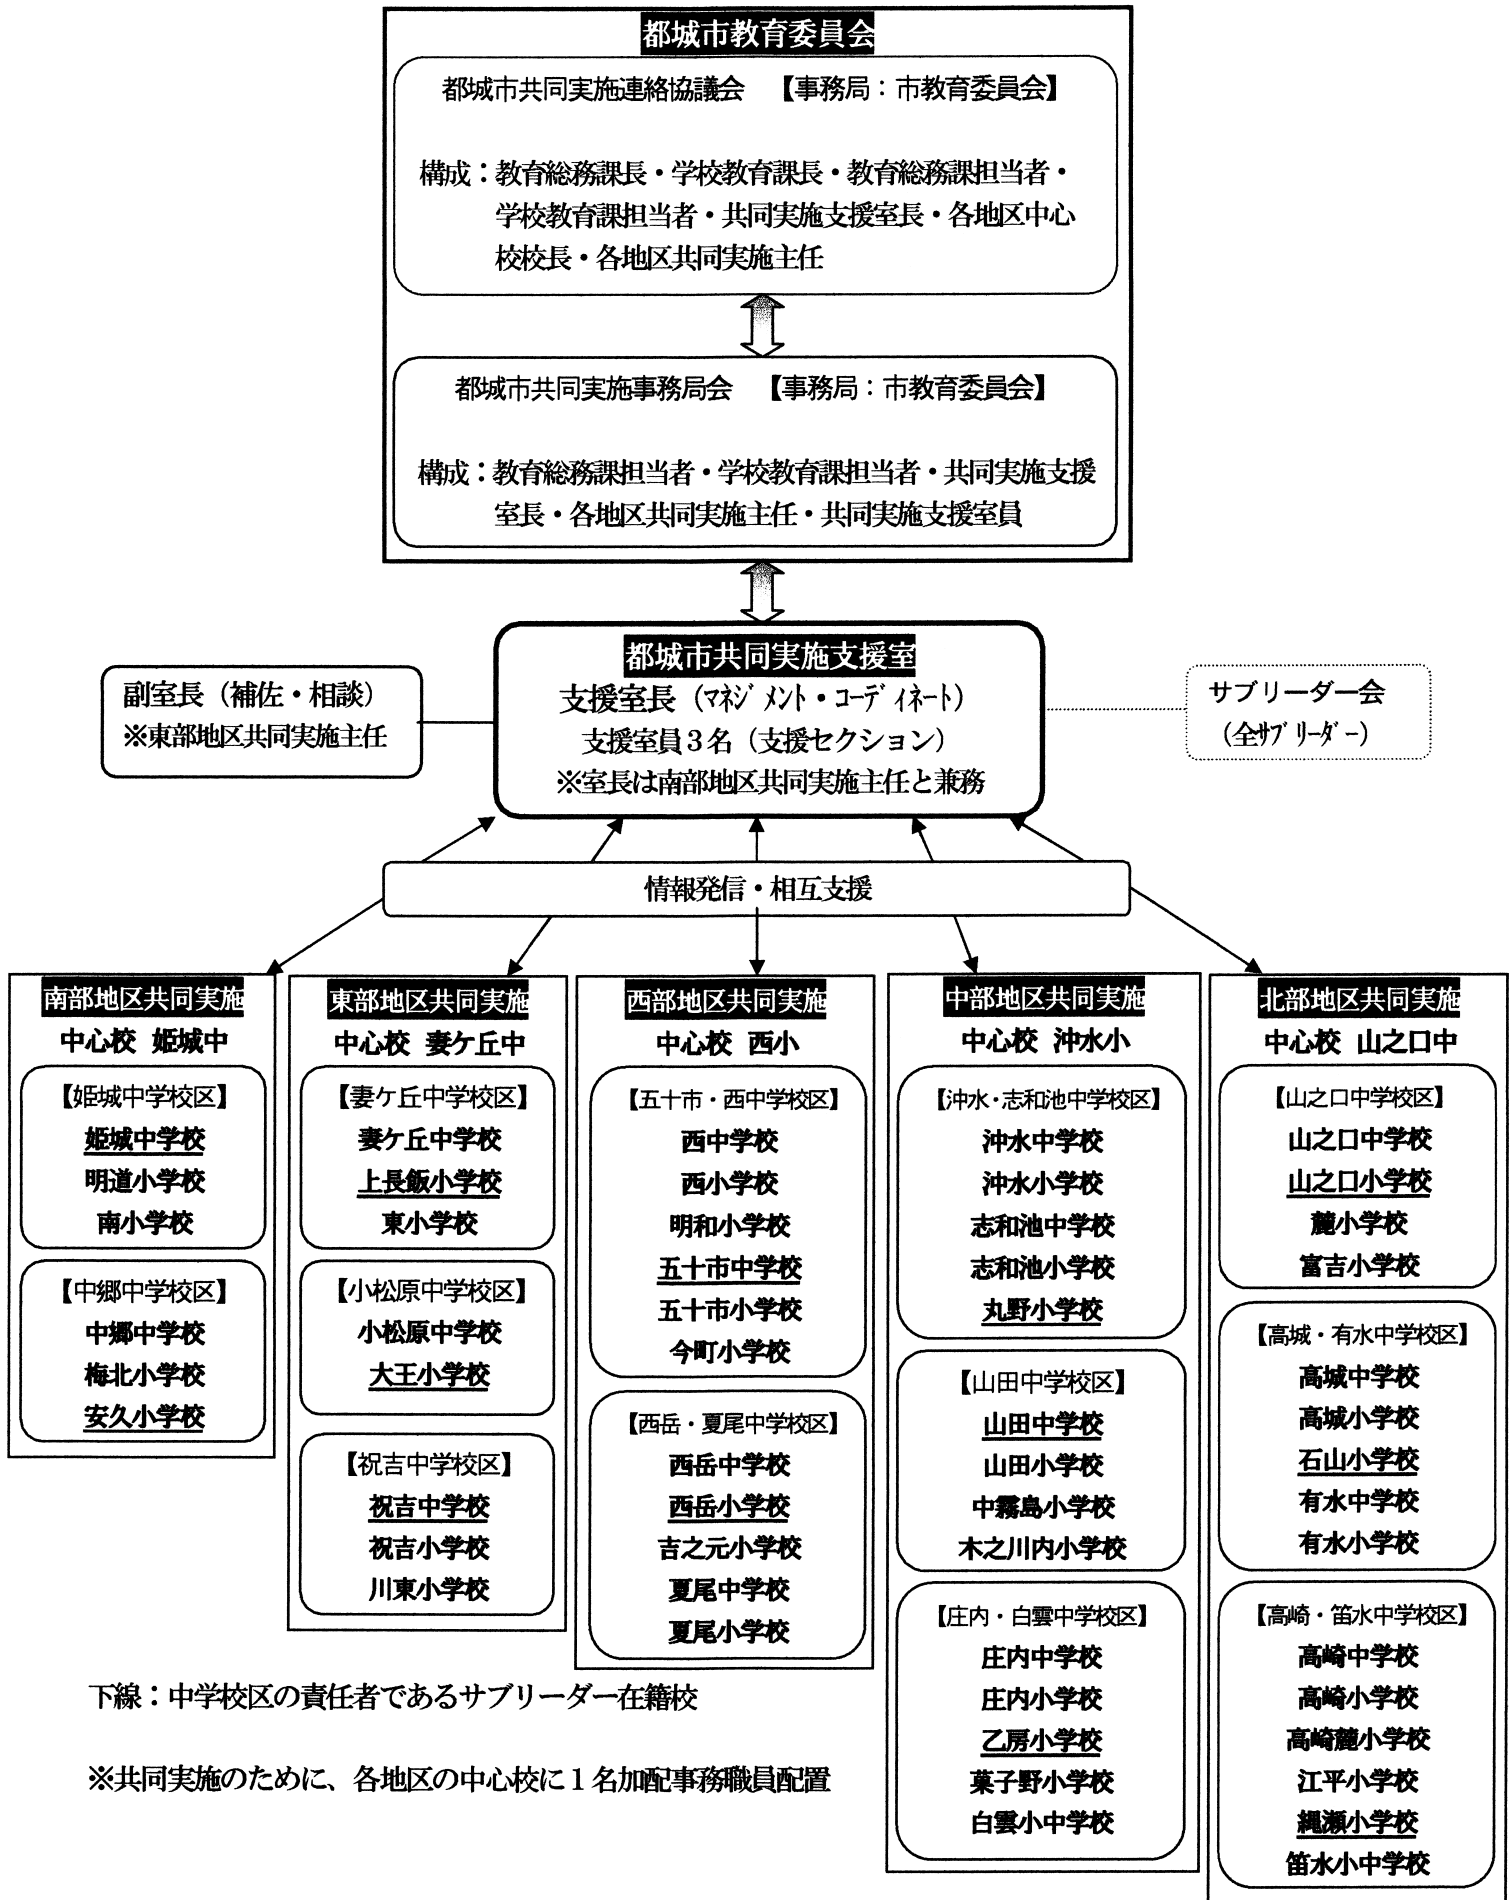 都城市教育委員会
都城市共同実施連絡協議会　【事務局：市教育委員会】
構成：教育総務課長・学校教育課長・教育総務課担当者・
学校教育課担当者・共同実施支援室長・各地区中心
校校長・各地区共同実施主任
都城市共同実施事務局会　【事務局：市教育委員会】
構成：教育総務課担当者・学校教育課担当者・共同実施支援
室長・各地区共同実施主任・共同実施支援室員
都城市共同実施支援室
支援室長（ﾏﾈｼﾞﾒﾝﾄ・ｺｰﾃﾞｨﾈｰﾄ）
支援室員３名（支援セクション）
※室長は南部地区共同実施主任と兼務
副室長（補佐・相談）
※東部地区共同実施主任
サブリーダー会
（全ｻﾌﾞﾘｰﾀﾞｰ）
情報発信・相互支援
南部地区共同実施
中心校 姫城中
【姫城中学校区】
姫城中学校
明道小学校
南小学校
【中郷中学校区】
中郷中学校
梅北小学校
安久小学校
東部地区共同実施
中心校 妻ケ丘中
【妻ケ丘中学校区】
妻ケ丘中学校
上長飯小学校
東小学校
【小松原中学校区】
小松原中学校
大王小学校
【祝吉中学校区】
祝吉中学校
祝吉小学校
川東小学校
西部地区共同実施
中心校 西小
【五十市・西中学校区】
西中学校
西小学校
明和小学校
五十市中学校
五十市小学校
今町小学校
【西岳・夏尾中学校区】
西岳中学校
西岳小学校
吉之元小学校
夏尾中学校
夏尾小学校
中部地区共同実施
中心校 沖水小
【沖水・志和池中学校区】
沖水中学校
沖水小学校
志和池中学校
志和池小学校
丸野小学校
【山田中学校区】
山田中学校
山田小学校
中霧島小学校
木之川内小学校
【庄内・白雲中学校区】
庄内中学校
庄内小学校
乙房小学校
菓子野小学校
白雲小中学校
北部地区共同実施
中心校 山之口中
【山之口中学校区】
山之口中学校
山之口小学校
麓小学校
富吉小学校
【高城・有水中学校区】
高城中学校
高城小学校
石山小学校
有水中学校
有水小学校
【高崎・笛水中学校区】
高崎中学校
高崎小学校
高崎麓小学校
江平小学校
縄瀬小学校
笛水小中学校
下線：中学校区の責任者であるサブリーダー在籍校
※共同実施のために、各地区の中心校に１名加配事務職員配置